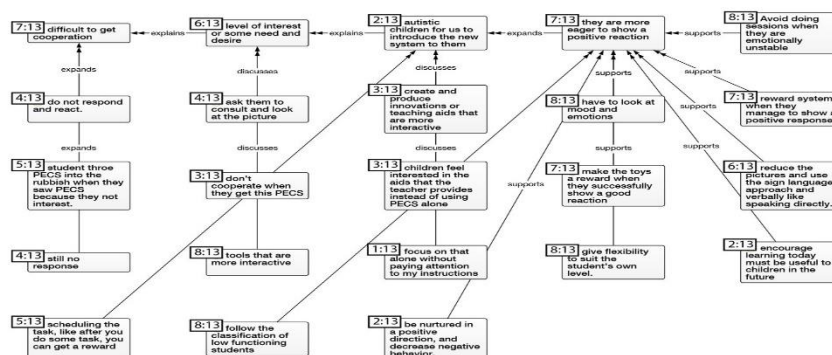 7:13 difficult to get
cooperation
explains
6:13 level of interest
or some need and
desire
explains
2:13 autistic
children for us to
introduce the new
system to them
expands
7:13 they are more
eager to show a
positive reaction
supports
8:13 Avoid doing
sessions when
they are
emotionally
unstable
expands
discusses
discusses
supports
supports
4:13 do not respond
and react.
4:13 ask them to
consult and look
at the picture
3:13 create and
produce
innovations or
teaching aids that
are more
interactive
8:13 have to look at
mood and
emotions
7:13 reward system
when they
manage to show a
positive response
expands
discusses
discusses
supports
supports
supports
supports
5:13 student throe
PECS into the
rubbish when they
saw PECS
because they not
interest.
3:13 don't
cooperate when
they get this PECS
3:13 children feel
interested in the
aids that the
teacher provides
instead of using
PECS alone
7:13 make the toys
a reward when
they successfully
show a good
reaction
6:13 reduce the
pictures and use
the sign language
approach and
verbally like
speaking directly.
4:13 still no
response
8:13 tools that are
more interactive
1:13 focus on that
alone without
paying attention
to my instructions
8:13 give flexibility
to suit the
student's own
level.
2:13 encourage
learning today
must be useful to
children in the
future
5:13 scheduling the
task, like after you
do some task, you
can get a reward
8:13 follow the
classification of
low functioning
students
2:13 be nurtured in
a positive
direction, and
decrease negative
behavior